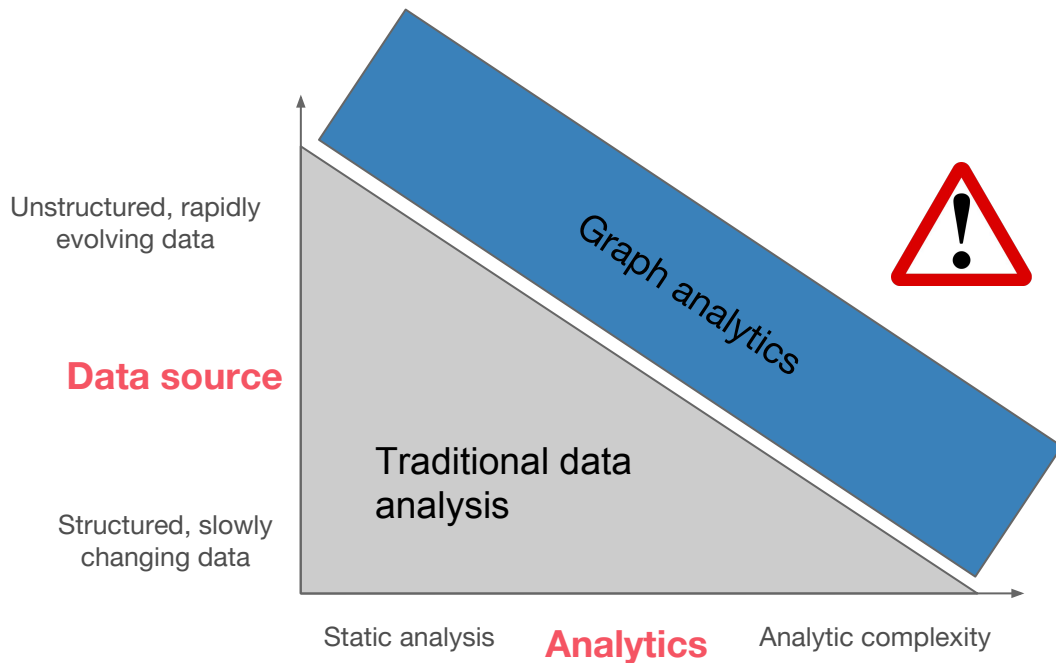 Unstructured, rapidly
evolving data
Graph analytics
!
Data source
Traditional data
analysis
Structured, slowly
changing data
Static analysis
Analytics
Analytic complexity